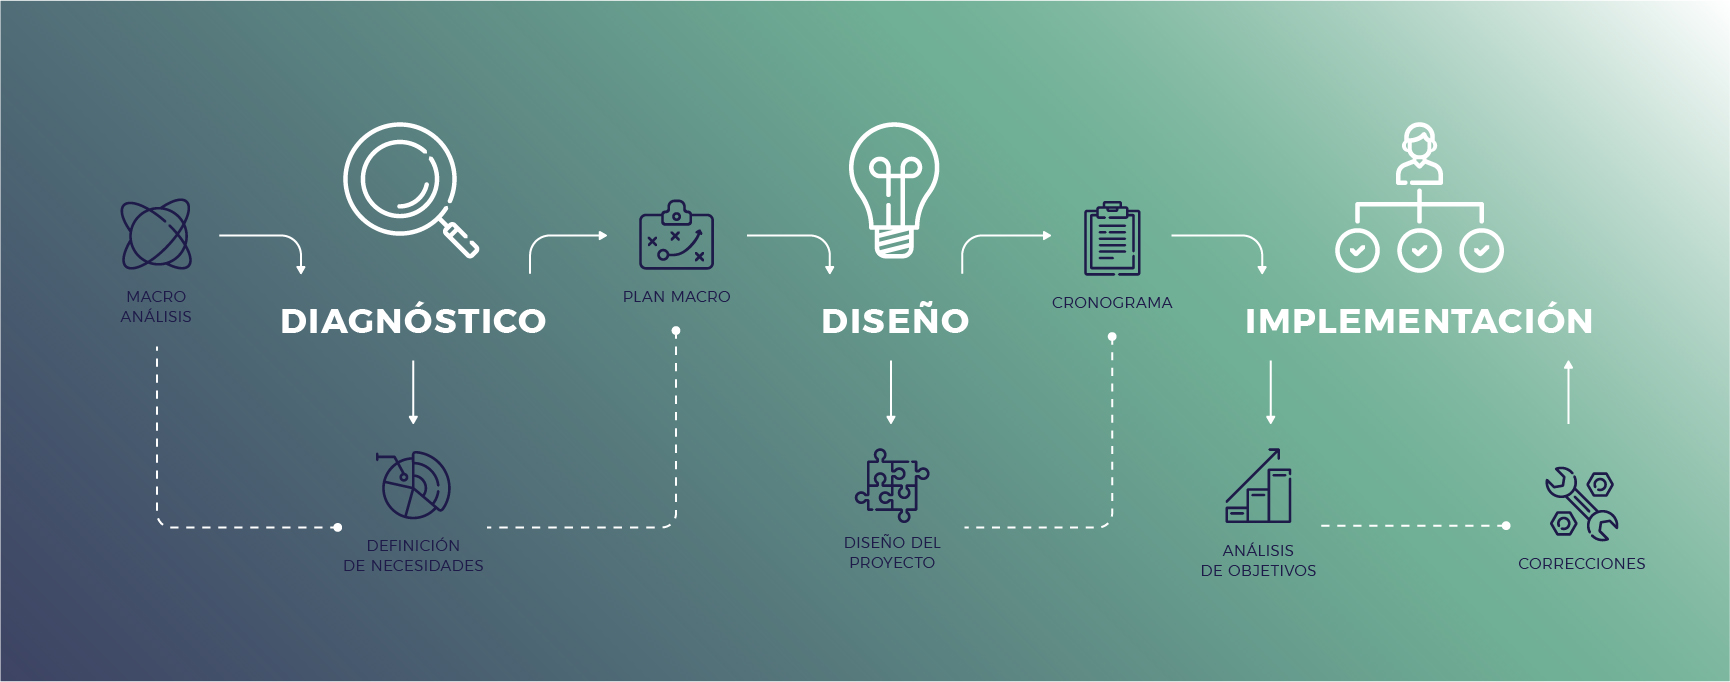 MACRO
ANÁLISIS
DIAGNÓSTICO
DEFINICIÓN
DE NECESIDADES
PLAN MACRO
DISEÑO
DISEÑO DEL
PROYECTO
CRONOGRAMA
IMPLEMENTACIÓN
ANÁLISIS
DE OBJETIVOS
CORRECCIONES